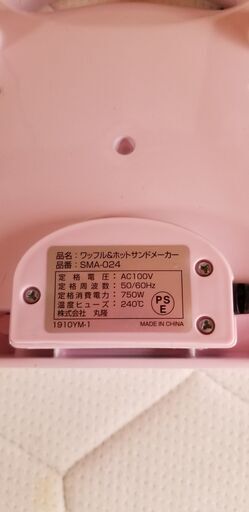 品名：ワッフル&ホットサンドメーカー
品番：SMA-024
定格電圧：AC100V
定格周波数：50/60Hz
定格消費電力：750W
温度ヒューズ：240℃
株式会社 丸隆
PS
E
1910YM-1 MADE IN CHINA